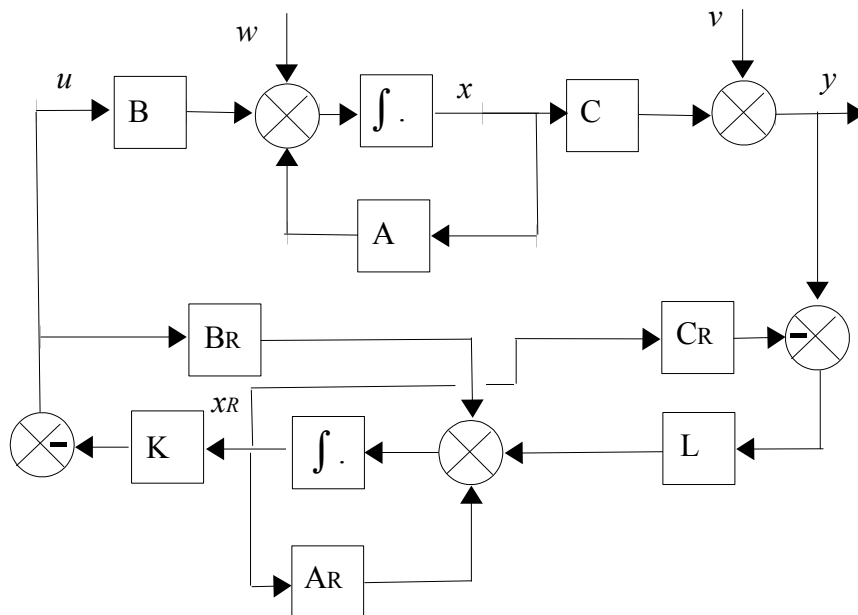 w v
u x y
B ∫ . C
A
BR CR
xR
K ∫ . L
AR